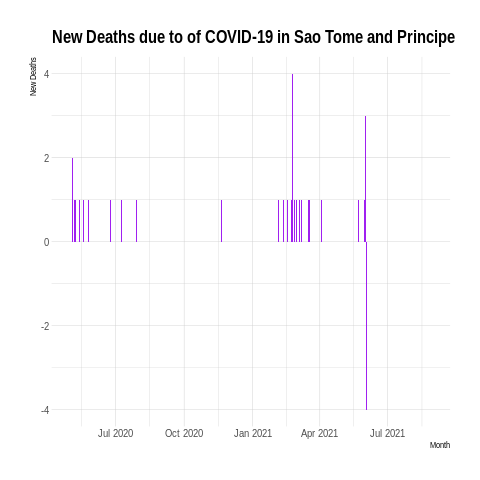 New Deaths due to of COVID-19 in Sao Tome and Principe
New Deaths
4
2
0
-2
-4
Jul 2020 Oct 2020 Jan 2021 Apr 2021 Jul 2021
Month